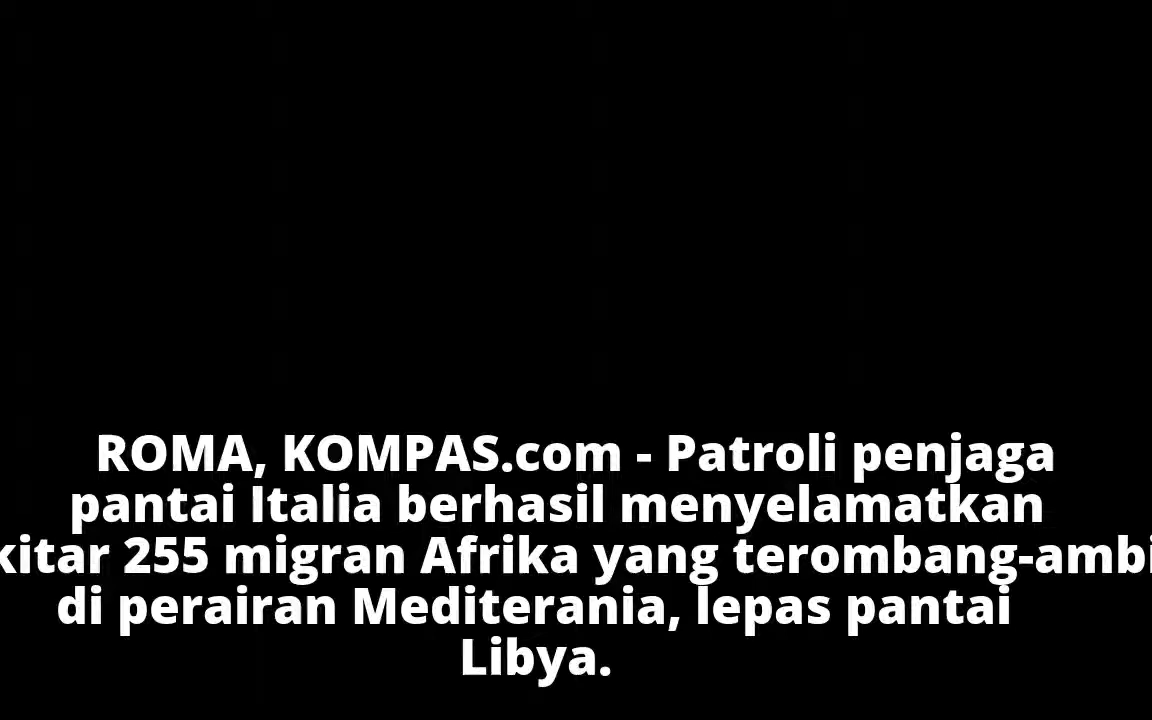 ROMA, KOMPAS.com - Patroli penjaga
pantai Italia berhasil menyelamatkan
kitar 255 migran Afrika yang terombang-ambi
di perairan Mediterania, lepas pantai
Libya.